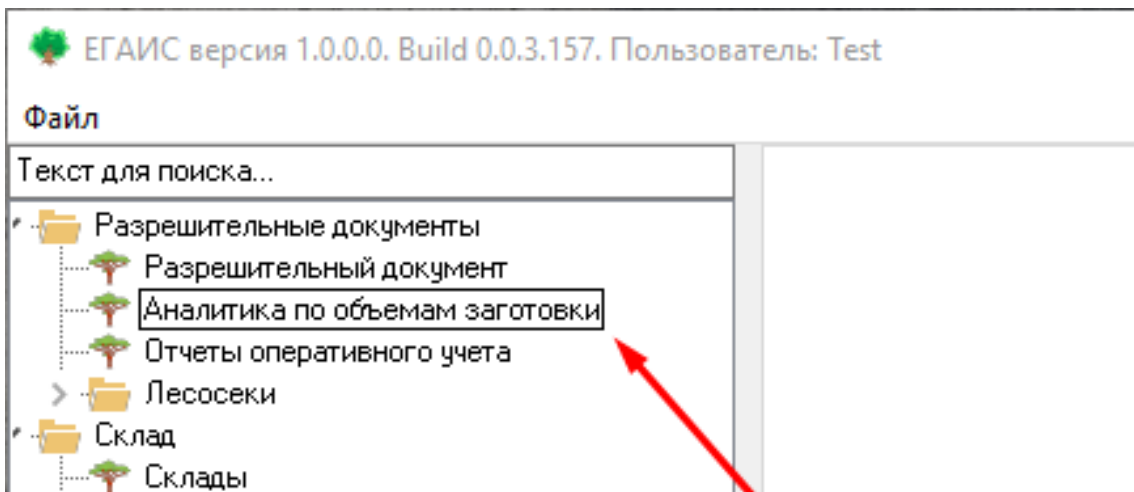 ЕГАИС версия 1.0.0.0. Build 0.0.3.157. Пользователь: Test
Файл
Текст для поиска...
Разрешительные документы
Разрешительный документ
Аналитика по объемам заготовки
Отчеты оперативного учета
Лесосеки
Склад
Склады